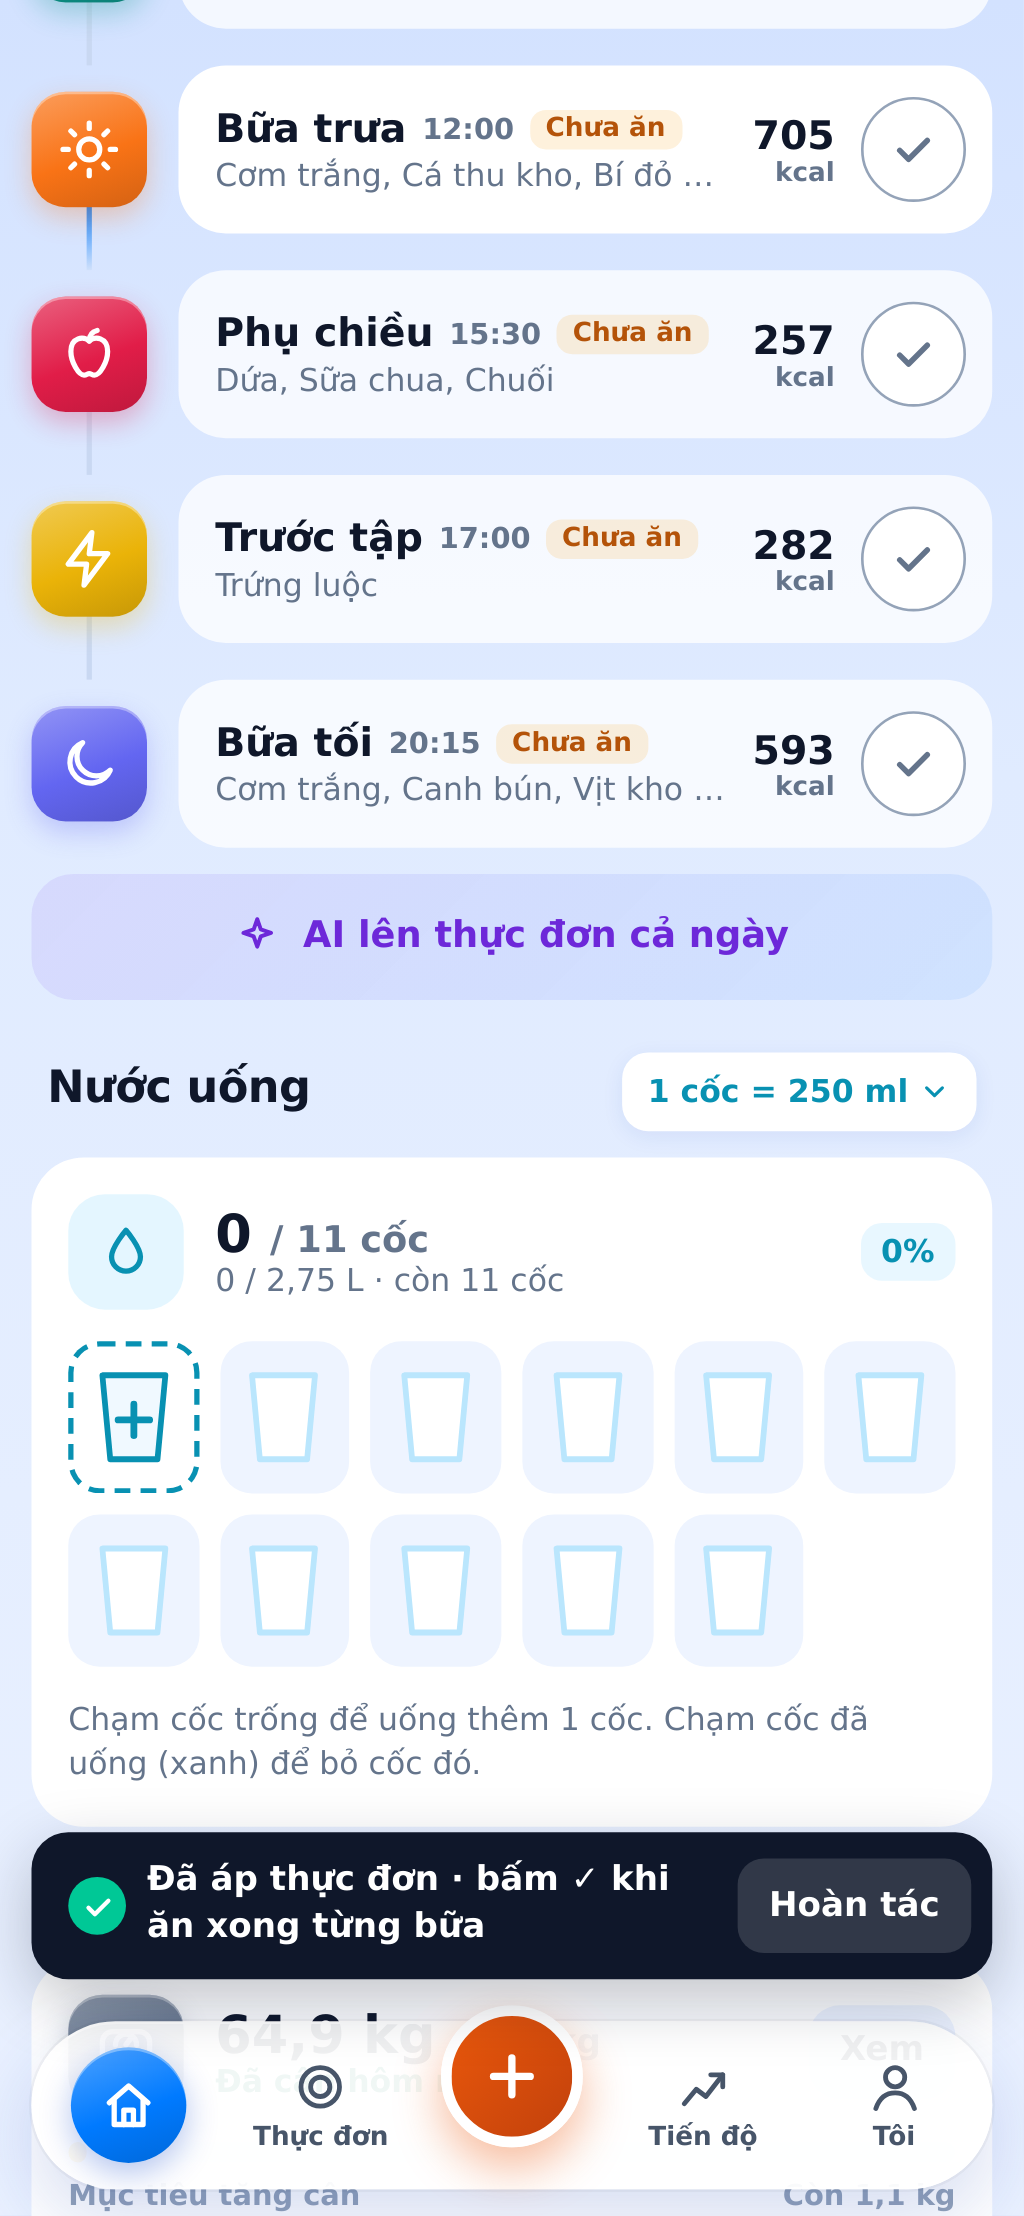 Bữa trưa 12:00 Chưa ăn
Cơm trắng, Cá thu kho, Bí đỏ ...
705
kcal
Phụ chiều 15:30 Chưa ăn
Dứa, Sữa chua, Chuối
257
kcal
Trước tập 17:00 Chưa ăn
Trứng luộc
282
kcal
Bữa tối 20:15 Chưa ăn
Cơm trắng, Canh bún, Vịt kho ...
593
kcal
AI lên thực đơn cả ngày
Nước uống
1 cốc = 250 ml
0 / 11 cốc
0 / 2,75 L · còn 11 cốc
0%
Chạm cốc trống để uống thêm 1 cốc. Chạm cốc đã
uống (xanh) để bỏ cốc đó.
Đã áp thực đơn · bấm ✓ khi
ăn xong từng bữa
Hoàn tác
64,9 kg
Xem
Đã hôm
Thực đơn
Tiến độ
Tôi
Mục tiêu tăng cân
Còn 1,1 kg